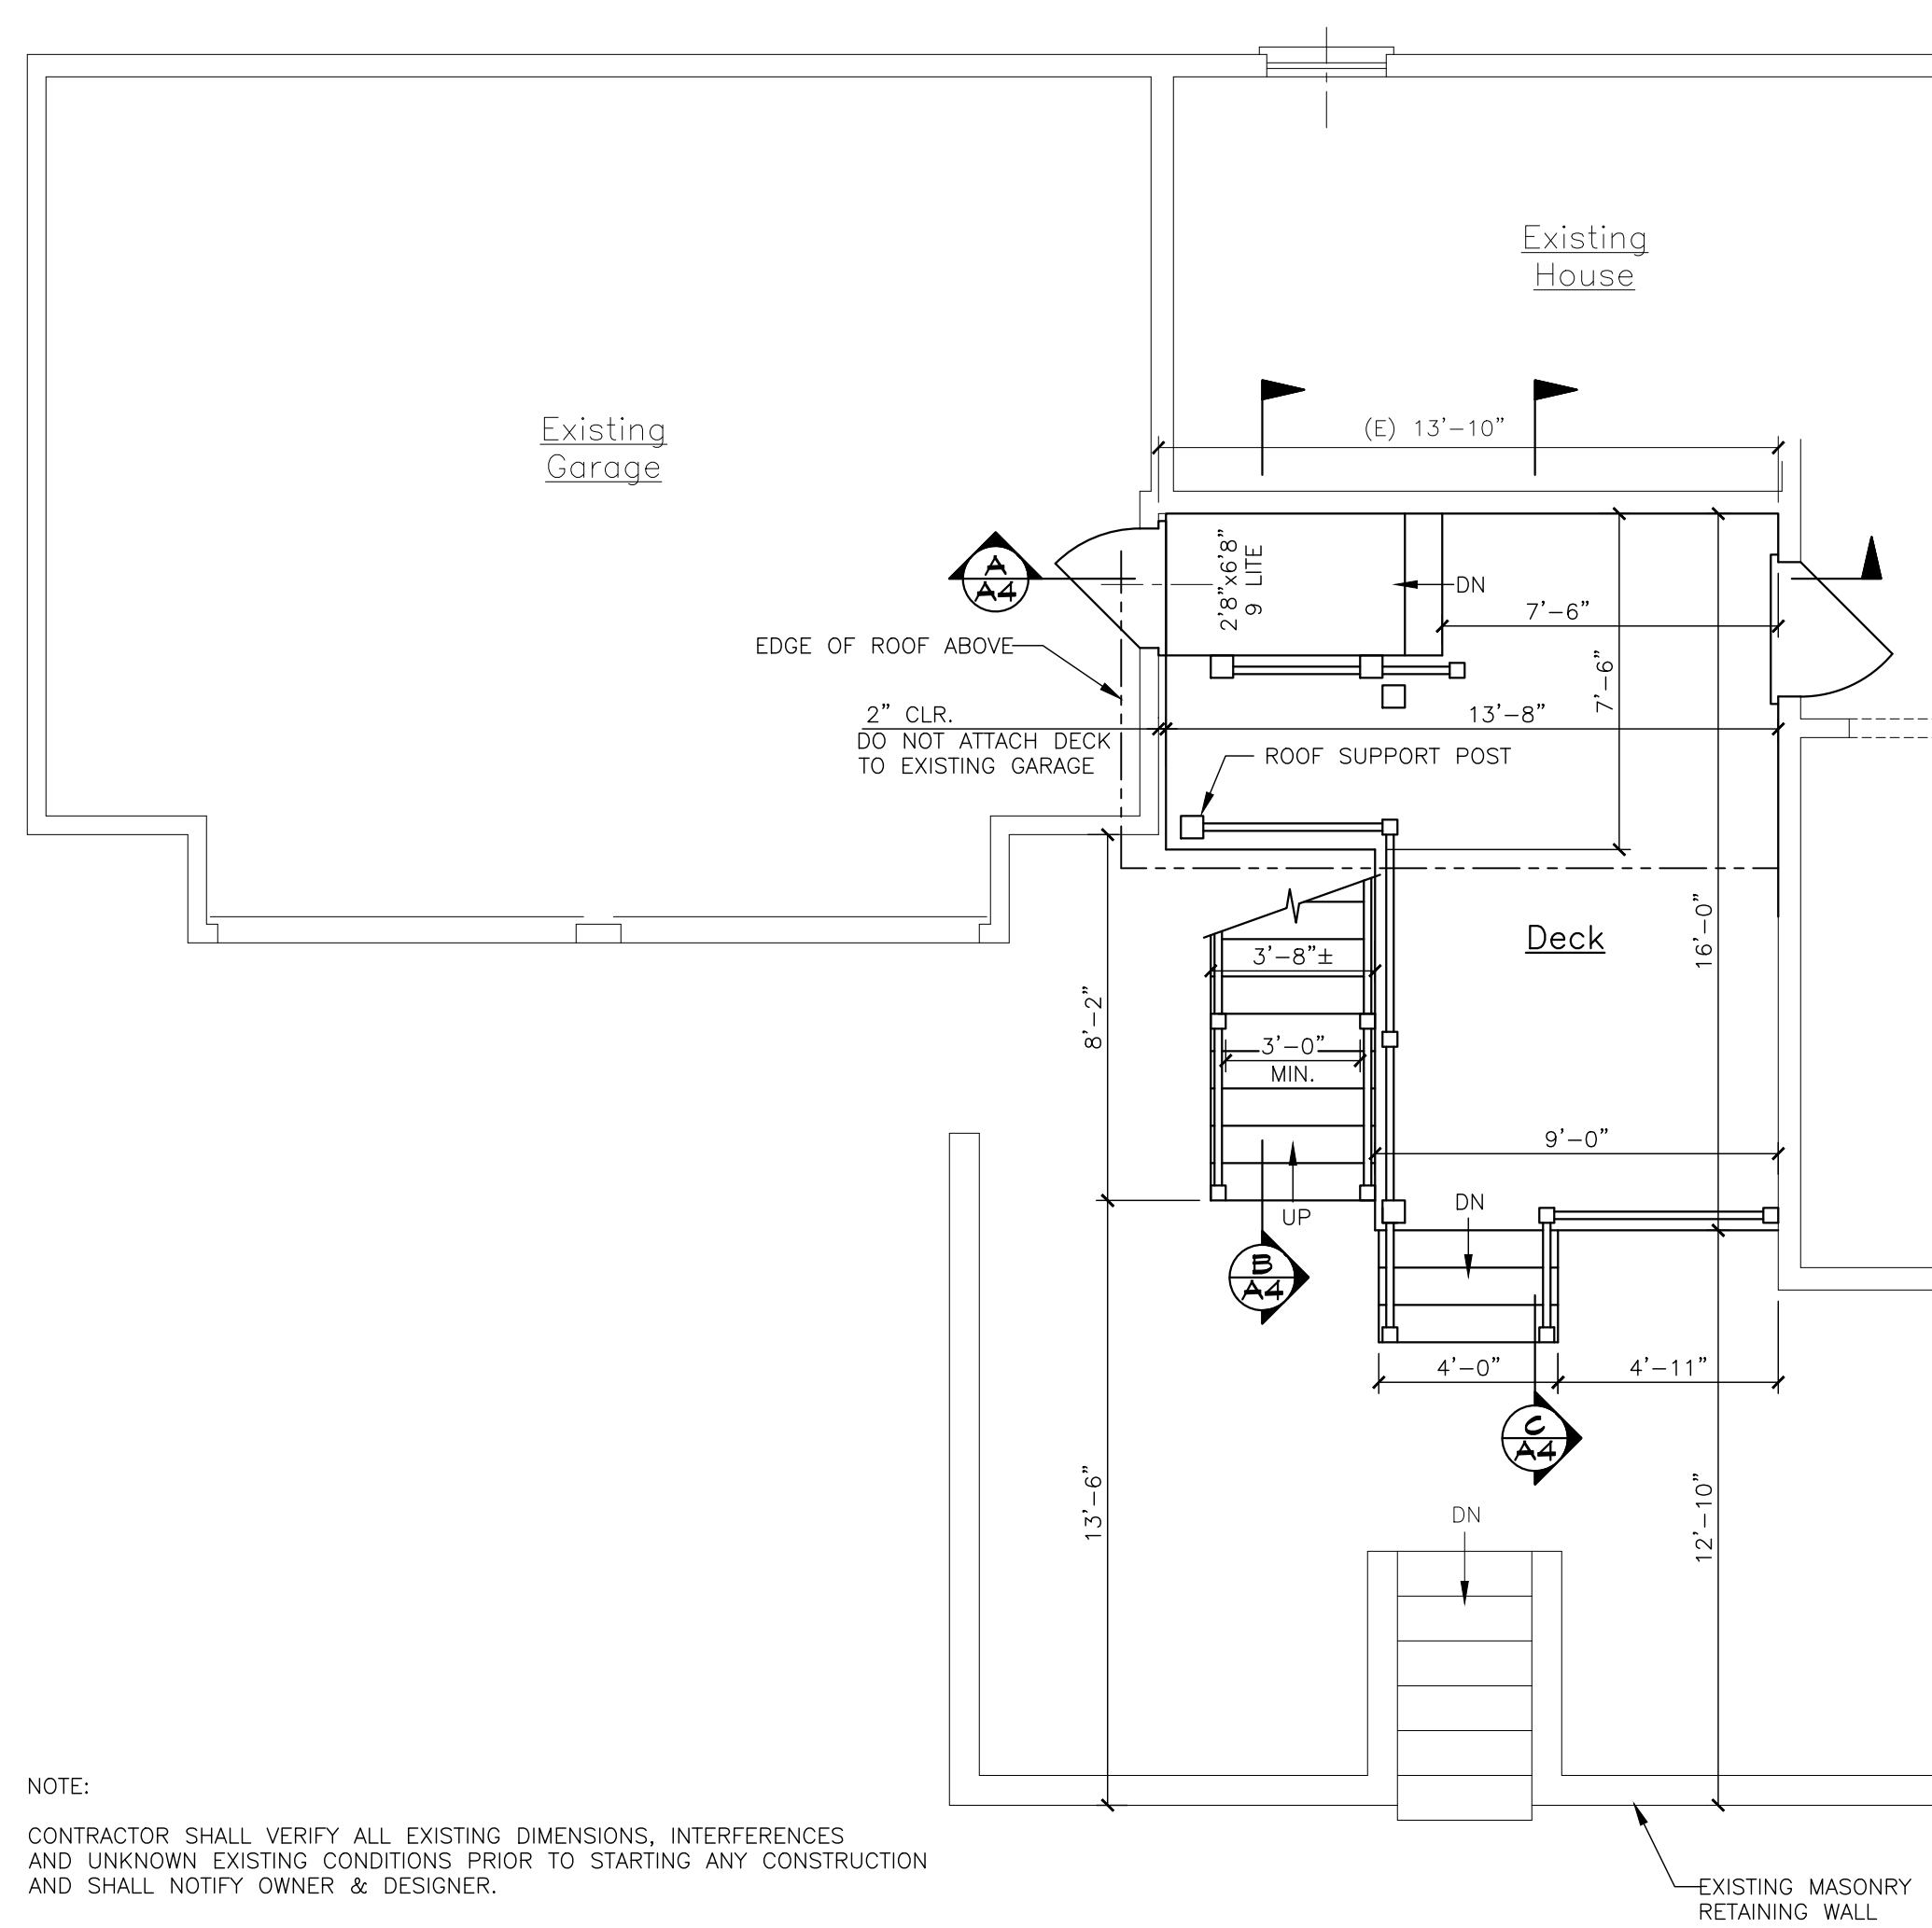 Existing
House
Existing
Garage
(E) 13'-10"
A
A4
2'8"x6'8"
9 LITE
DN
7'-6"
EDGE OF ROOF ABOVE
7'-6"
2" CLR.
DO NOT ATTACH DECK
TO EXISTING GARAGE
13'-8"
ROOF SUPPORT POST
16'-0"
Deck
3'-8"±
8'-2"
3'-0"
MIN.
9'-0"
DN
UP
B
A4
4'-0"
4'-11"
C
A4
13'-6"
12'-10"
DN
NOTE:
CONTRACTOR SHALL VERIFY ALL EXISTING DIMENSIONS, INTERFERENCES
AND UNKNOWN EXISTING CONDITIONS PRIOR TO STARTING ANY CONSTRUCTION
AND SHALL NOTIFY OWNER & DESIGNER.
EXISTING MASONRY
RETAINING WALL